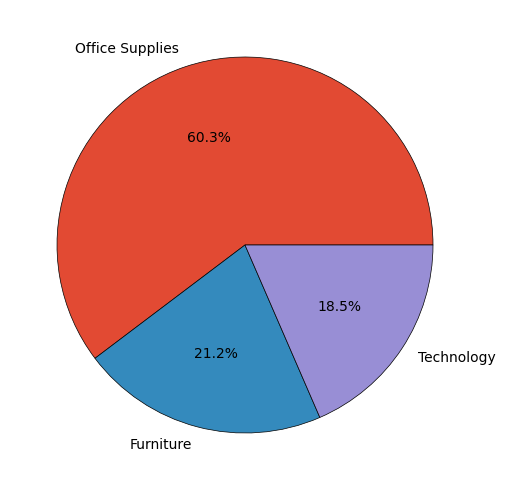 Office Supplies
60.3%
18.5%
21.2%
Technology
Furniture